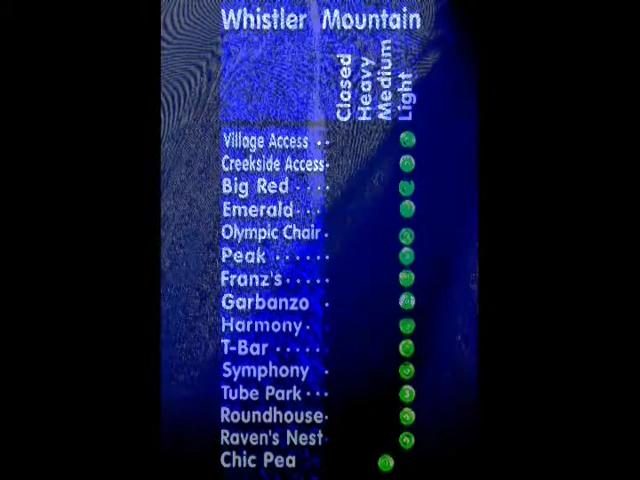 Whistler Mountain
Closed
Heavy
Medium
Light
Village Access
Creekside Access
Big Red
Emerald
Olympic Chair
Peak
Franz's
Garbanzo
Harmony
T-Bar
Symphony
Tube Park
Roundhouse
Raven's Nest
Chic Pea